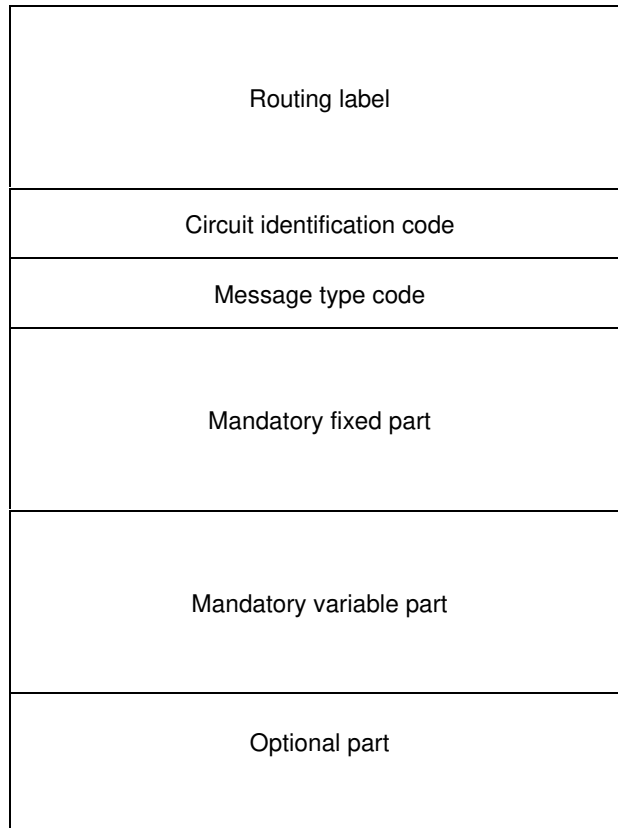 Routing label
Circuit identification code
Message type code
Mandatory fixed part
Mandatory variable part
Optional part